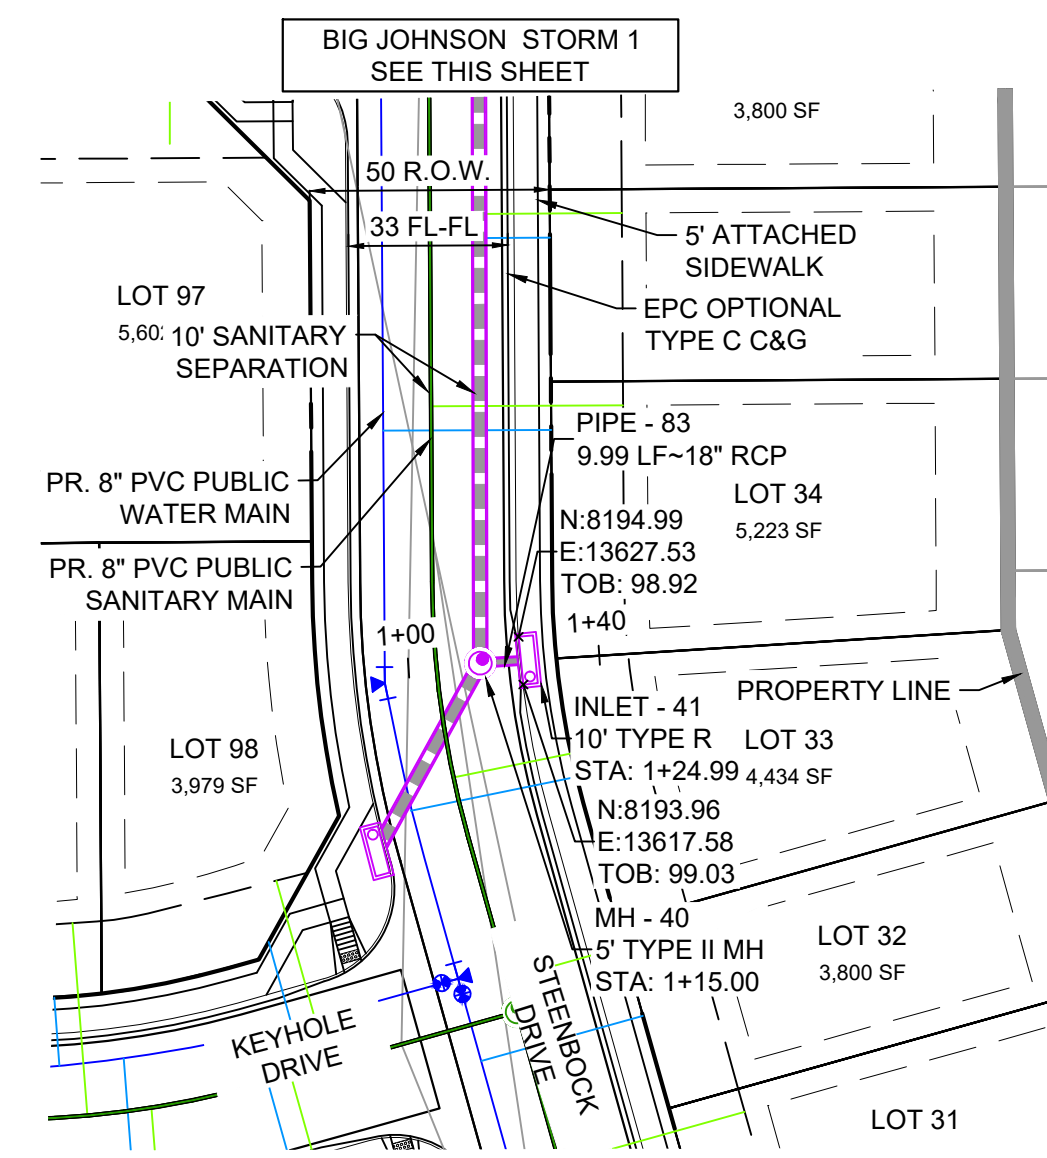 BIG JOHNSON STORM 1
SEE THIS SHEET
3,800 SF
50 R.O.W.
33 FL-FL
5' ATTACHED
SIDEWALK
LOT 97
5,602
10' SANITARY
SEPARATION
EPC OPTIONAL
TYPE C C&G
PIPE - 83
9.99 LF~18" RCP
PR. 8" PVC PUBLIC
WATER MAIN
LOT 34
5,223 SF
N:8194.99
E:13627.53
TOB: 98.92
PR. 8" PVC PUBLIC
SANITARY MAIN
1+00
1+40
PROPERTY LINE
INLET - 41
10' TYPE R
STA: 1+24.99
LOT 33
4,434 SF
LOT 98
3,979 SF
N:8193.96
E:13617.58
TOB: 99.03
MH - 40
5' TYPE II MH
STA: 1+15.00
LOT 32
3,800 SF
STEENBOCK
DRIVE
KEYHOLE
DRIVE
LOT 31